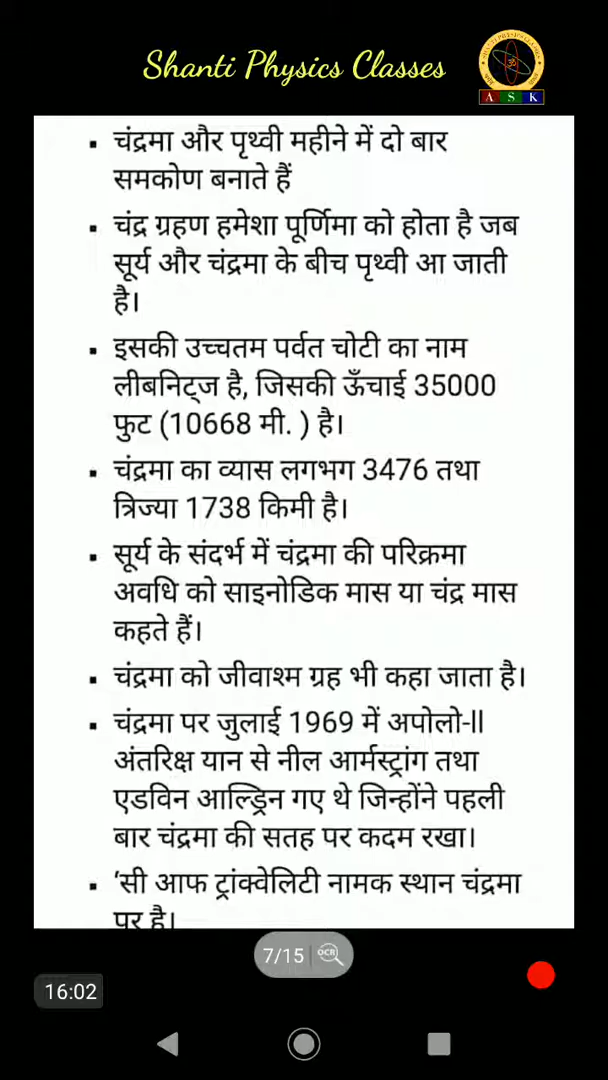 Shanti Physics Classes
A S K
▪ चंद्रमा और पृथ्वी महीने में दो बार
समकोण बनाते हैं
▪ चंद्र ग्रहण हमेशा पूर्णिमा को होता है जब
सूर्य और चंद्रमा के बीच पृथ्वी आ जाती
है।
▪ इसकी उच्चतम पर्वत चोटी का नाम
लीबनिट्ज है, जिसकी ऊँचाई 35000
फुट (10668 मी. ) है।
▪ चंद्रमा का व्यास लगभग 3476 तथा
त्रिज्या 1738 किमी है।
▪ सूर्य के संदर्भ में चंद्रमा की परिक्रमा
अवधि को साइनोडिक मास या चंद्र मास
कहते हैं।
▪ चंद्रमा को जीवाश्म ग्रह भी कहा जाता है।
▪ चंद्रमा पर जुलाई 1969 में अपोलो-II
अंतरिक्ष यान से नील आर्मस्ट्रांग तथा
एडविन आल्ड्रिन गए थे जिन्होंने पहली
बार चंद्रमा की सतह पर कदम रखा।
▪ ‘सी आफ ट्रांक्वेलिटी नामक स्थान चंद्रमा
पर है।
7/15 OCR
16:02